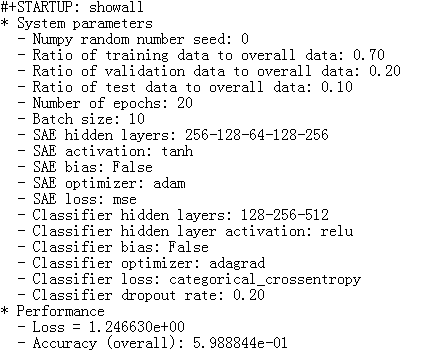 #+STARTUP: showall
* System parameters
  - Numpy random number seed: 0
  - Ratio of training data to overall data: 0.70
  - Ratio of validation data to overall data: 0.20
  - Ratio of test data to overall data: 0.10
  - Number of epochs: 20
  - Batch size: 10
  - SAE hidden layers: 256-128-64-128-256
  - SAE activation: tanh
  - SAE bias: False
  - SAE optimizer: adam
  - SAE loss: mse
  - Classifier hidden layers: 128-256-512
  - Classifier hidden layer activation: relu
  - Classifier bias: False
  - Classifier optimizer: adagrad
  - Classifier loss: categorical_crossentropy
  - Classifier dropout rate: 0.20
* Performance
  - Loss = 1.246630e+00
  - Accuracy (overall): 5.988844e-01